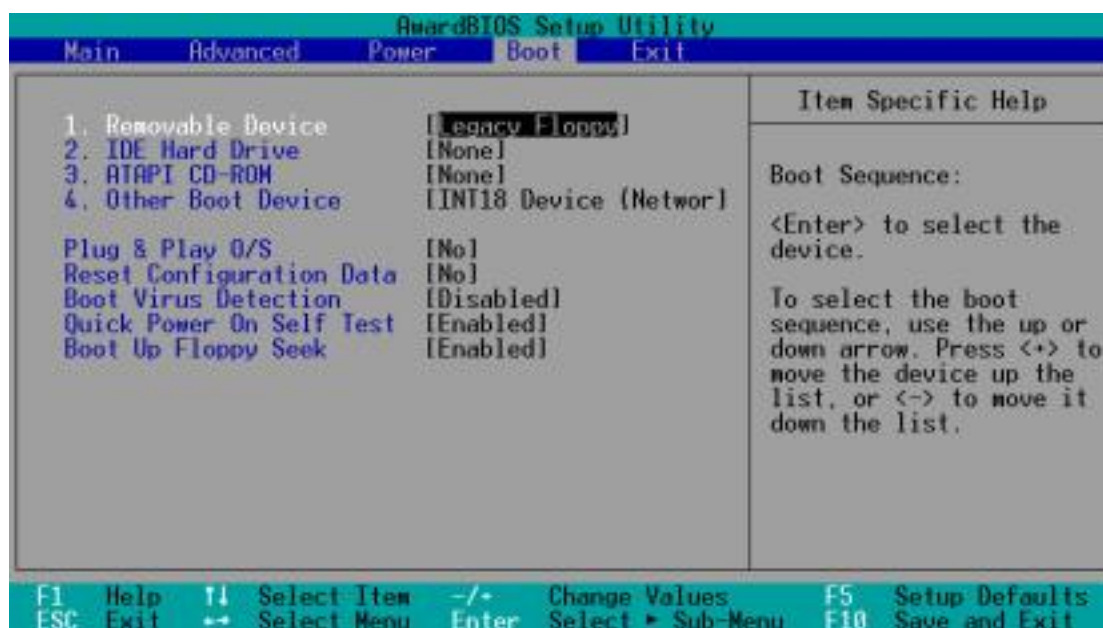 AwardBIOS Setup Utility
Main Advanced Power Boot Exit
1. Removable Device [Legacy Floppy]
2. IDE Hard Drive [None]
3. ATAPI CD-ROM [None]
4. Other Boot Device [INT18 Device (Networ]
Plug & Play O/S [No]
Reset Configuration Data [No]
Boot Virus Detection [Disabled]
Quick Power On Self Test [Enabled]
Boot Up Floppy Seek [Enabled]
Item Specific Help
Boot Sequence:
<Enter> to select the
device.
To select the boot
sequence, use the up or
down arrow. Press <+> to
move the device up the
list, or <-> to move it
down the list.
F1 Help ↑↓ Select Item -/+ Change Values F5 Setup Defaults
ESC Exit ←→ Select Menu Enter Select ► Sub-Menu F10 Save and Exit